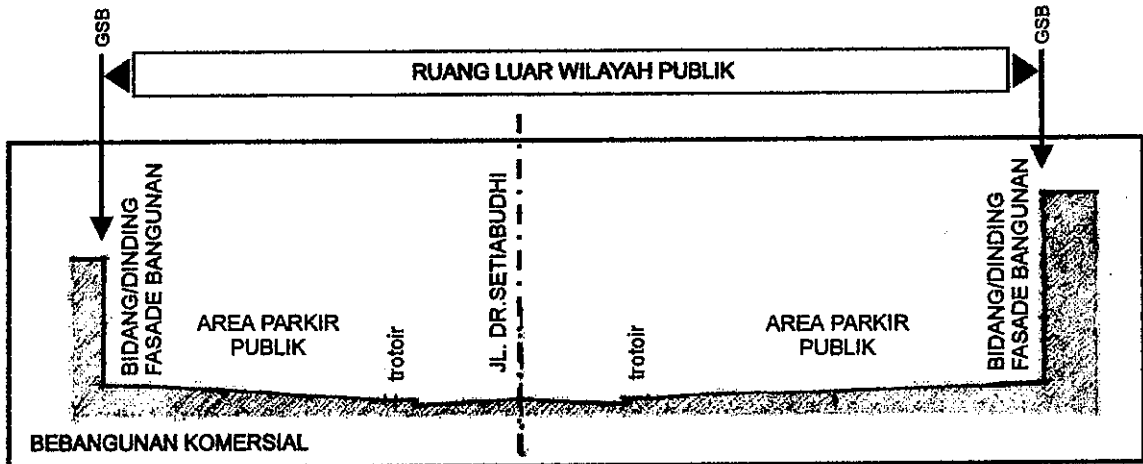 GSB
GSB
RUANG LUAR WILAYAH PUBLIK
BIDANG/DINDING
FASADE BANGUNAN
AREA PARKIR
PUBLIK
trotoir
JL. DR.SETIABUDHI
trotoir
AREA PARKIR
PUBLIK
BIDANG/DINDING
FASADE BANGUNAN
BEBANGUNAN KOMERSIAL